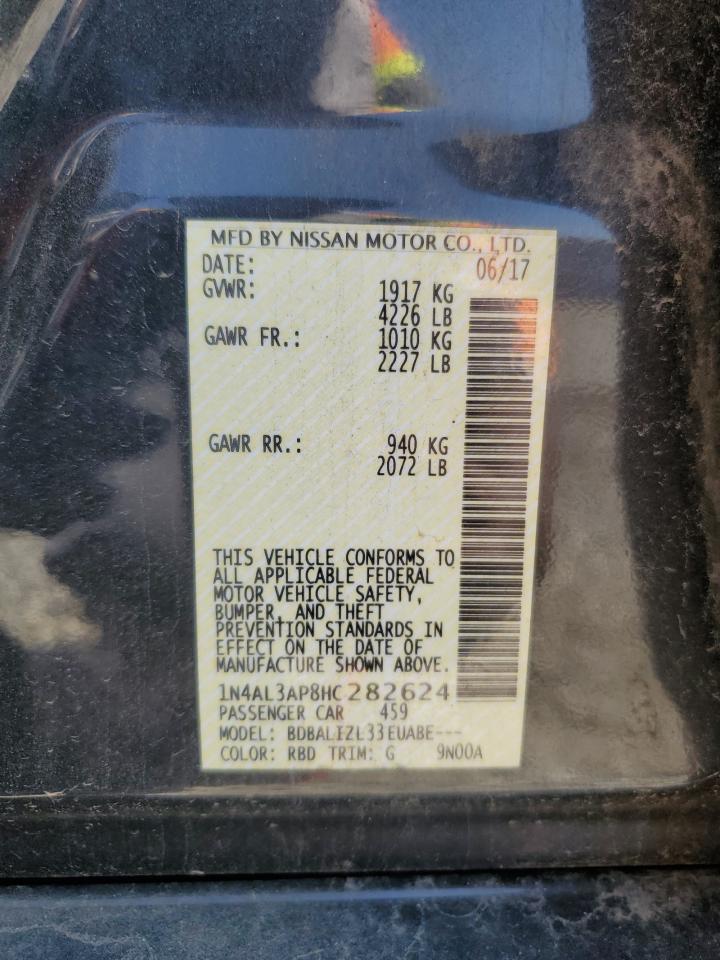 MFD BY NISSAN MOTOR CO., LTD.
DATE: 06/17
GVWR: 1917 KG
4226 LB
GAWR FR.: 1010 KG
2227 LB
GAWR RR.: 940 KG
2072 LB
THIS VEHICLE CONFORMS TO
ALL APPLICABLE FEDERAL
MOTOR VEHICLE SAFETY,
BUMPER, AND THEFT
PREVENTION STANDARDS IN
EFFECT ON THE DATE OF
MANUFACTURE SHOWN ABOVE.
1N4AL3AP8HC282624
PASSENGER CAR 459
MODEL: BDBALIZL33EUABE---
COLOR: RBD TRIM: G 9N00A